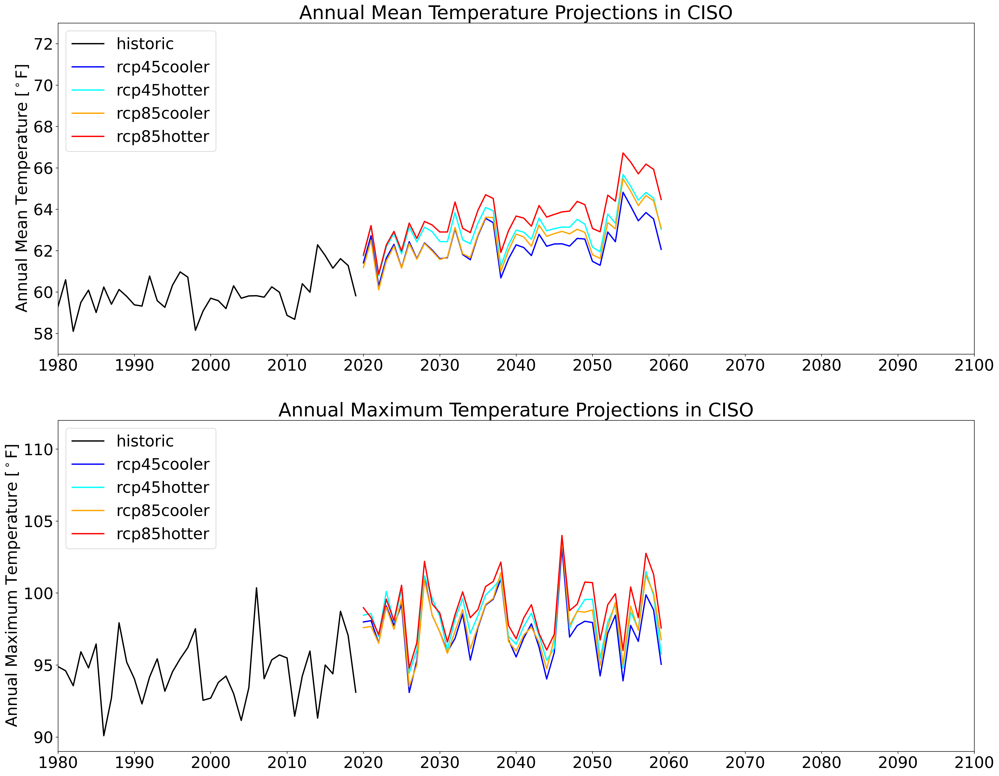 Annual Mean Temperature Projections in CISO
Annual Mean Temperature [°F]
72
70
68
66
64
62
60
58
historic
rcp45cooler
rcp45hotter
rcp85cooler
rcp85hotter
1980 1990 2000 2010 2020 2030 2040 2050 2060 2070 2080 2090 2100
Annual Maximum Temperature Projections in CISO
Annual Maximum Temperature [°F]
110
105
100
95
90
historic
rcp45cooler
rcp45hotter
rcp85cooler
rcp85hotter
1980 1990 2000 2010 2020 2030 2040 2050 2060 2070 2080 2090 2100